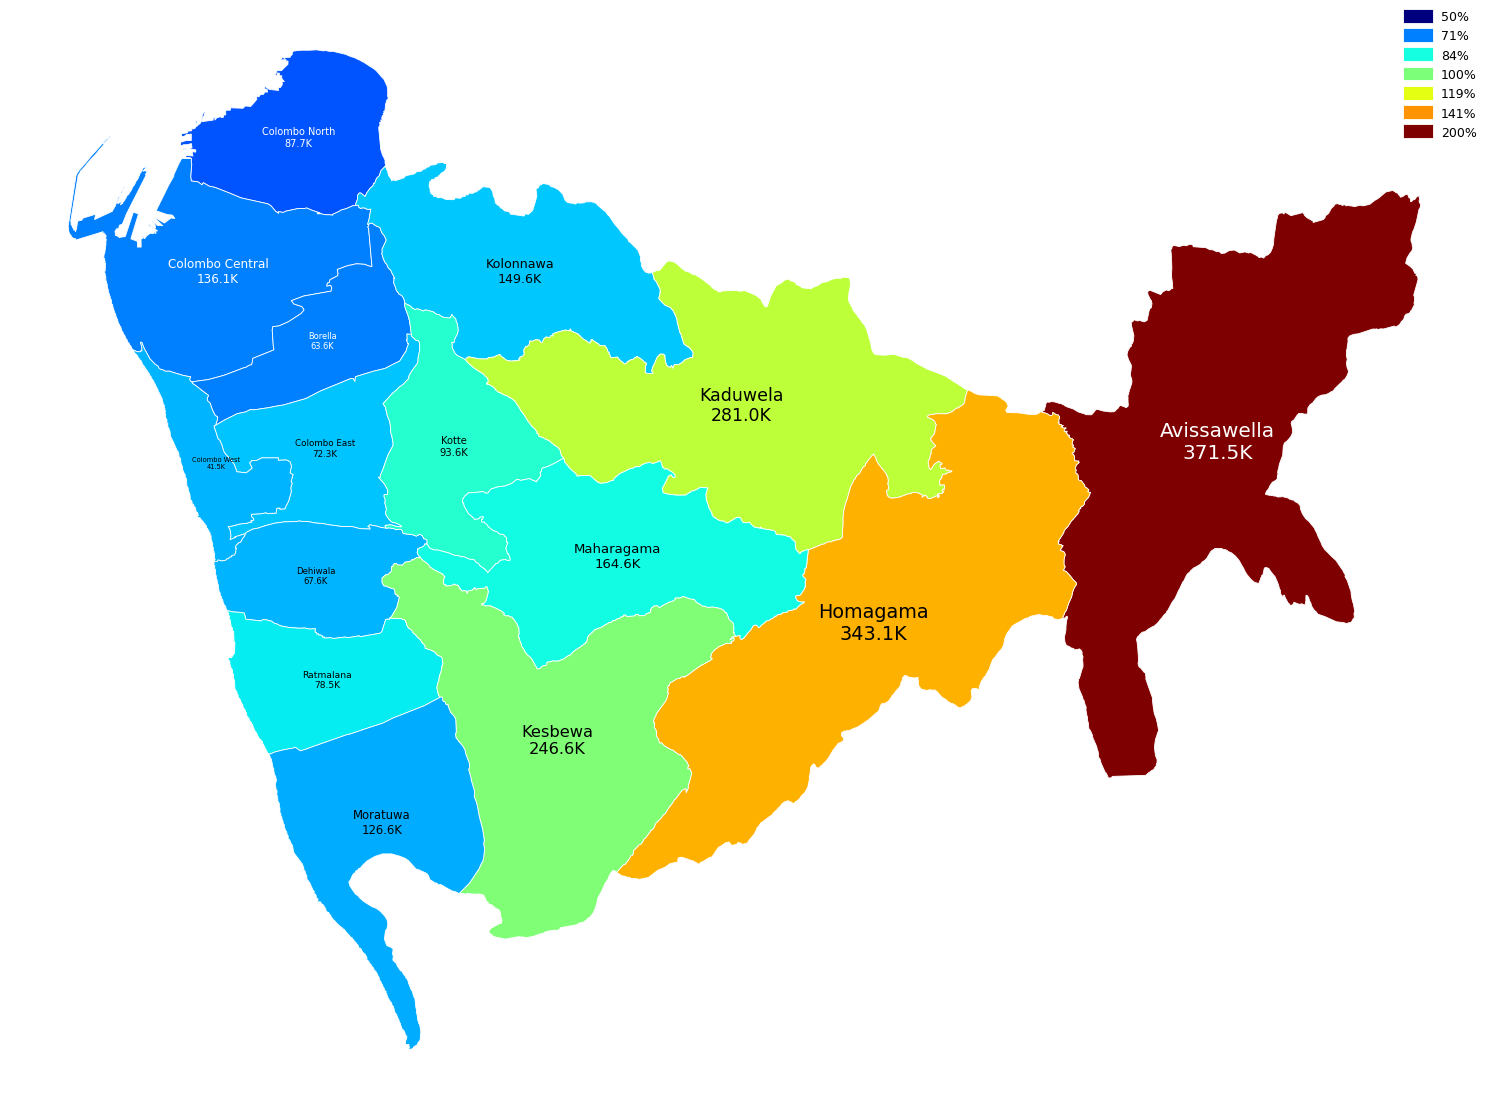 50%
71%
84%
100%
119%
141%
200%
Colombo North
87.7K
Colombo Central
136.1K
Kolonnawa
149.6K
Borella
63.6K
Kaduwela
281.0K
Avissawella
371.5K
Colombo East
72.3K
Kotte
93.6K
Colombo West
41.5K
Maharagama
164.6K
Dehiwala
67.6K
Homagama
343.1K
Ratmalana
78.5K
Kesbewa
246.6K
Moratuwa
126.6K